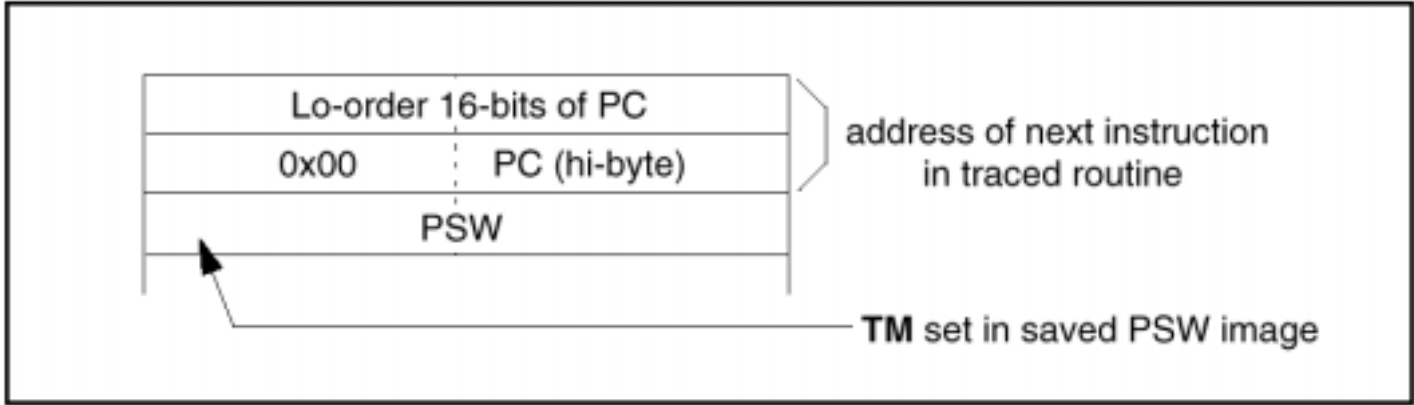 Lo-order 16-bits of PC
0x00 PC (hi-byte)
PSW
address of next instruction
in traced routine
TM set in saved PSW image